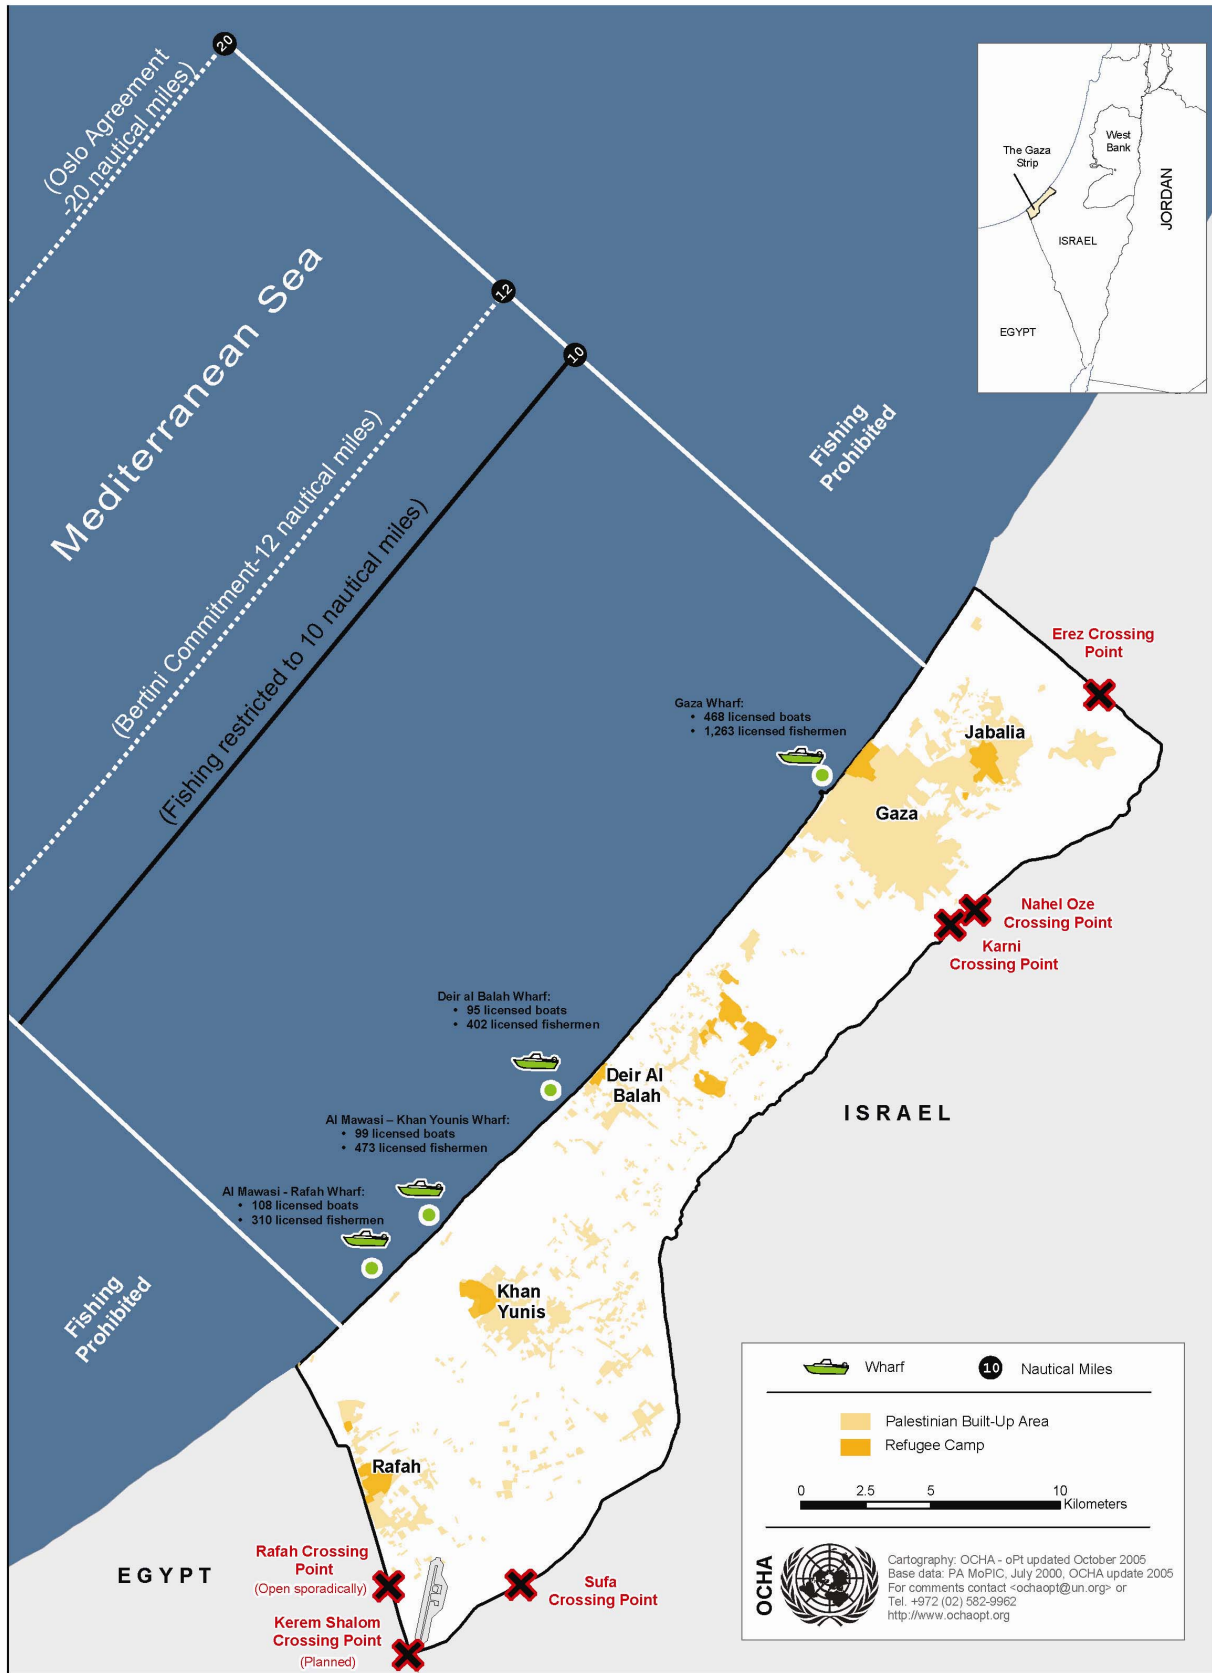 20
(Oslo Agreement
-20 nautical miles)
Mediterranean Sea
12
10
(Bertini Commitment-12 nautical miles)
(Fishing restricted to 10 nautical miles)
Fishing
Prohibited
The Gaza
Strip
West
Bank
JORDAN
ISRAEL
EGYPT
Erez Crossing
Point
Gaza Wharf:
• 468 licensed boats
• 1,263 licensed fishermen
Jabalia
Gaza
Nahel Oze
Crossing Point
Karni
Crossing Point
Deir al Balah Wharf:
• 95 licensed boats
• 402 licensed fishermen
Deir Al
Balah
ISRAEL
Al Mawasi – Khan Younis Wharf:
• 99 licensed boats
• 473 licensed fishermen
Al Mawasi - Rafah Wharf:
• 108 licensed boats
• 310 licensed fishermen
Fishing
Prohibited
Khan
Yunis
Rafah
EGYPT
Rafah Crossing
Point
(Open sporadically)
Kerem Shalom
Crossing Point
(Planned)
Sufa
Crossing Point
Wharf
10 Nautical Miles
Palestinian Built-Up Area
Refugee Camp
0 2.5 5 10
Kilometers
OCHA
Cartography: OCHA - oPt updated October 2005
Base data: PA MoPIC, July 2000, OCHA update 2005
For comments contact <ochaopt@un.org> or
Tel. +972 (02) 582-9962
http://www.ochaopt.org